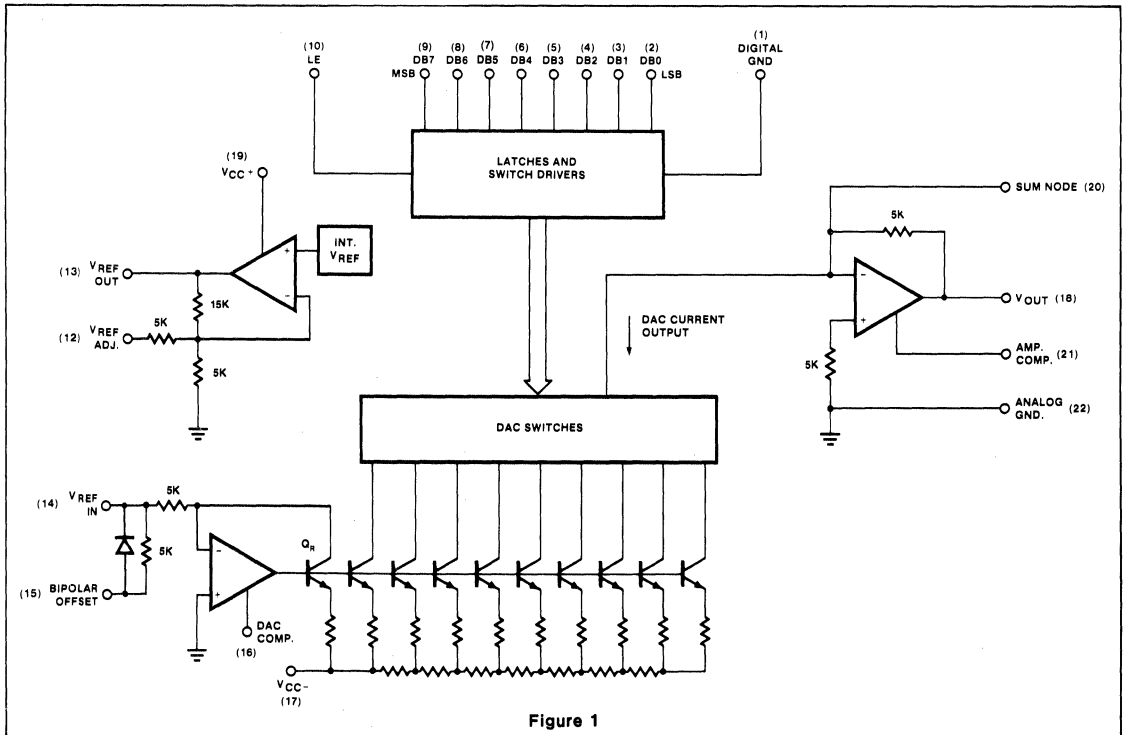 (10)
LE
(9) (8) (7) (6) (5) (4) (3) (2)
MSB DB7 DB6 DB5 DB4 DB3 DB2 DB1 DB0 LSB
(1)
DIGITAL
GND
LATCHES AND
SWITCH DRIVERS
(19)
VCC+
INT.
VREF
+
−
(13) VREF
OUT
15K
(12) VREF
ADJ.
5K
5K
SUM NODE (20)
5K
−
+
VOUT (18)
DAC CURRENT
OUTPUT
5K
AMP.
COMP. (21)
ANALOG
GND. (22)
DAC SWITCHES
(14) VREF
IN
5K
5K
QR
−
+
(15) BIPOLAR
OFFSET
DAC
COMP.
(16)
VCC−
(17)
Figure 1